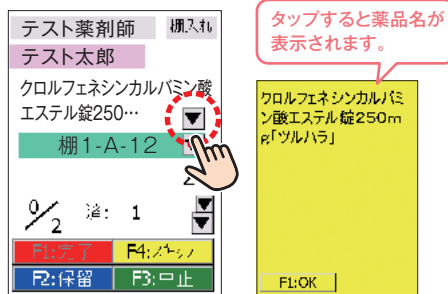 テスト薬剤師 棚入れ
テスト太郎
クロルフェネシンカルバミン酸
エステル錠250…
棚1-A-12
2
0/2 1
F1:完了 F4:
F2:保留 F3:中止
タップすると薬品名が
表示されます。
クロルフェネシンカルバミ
ン酸エステル錠250m
g「ツルハラ」
F1:OK